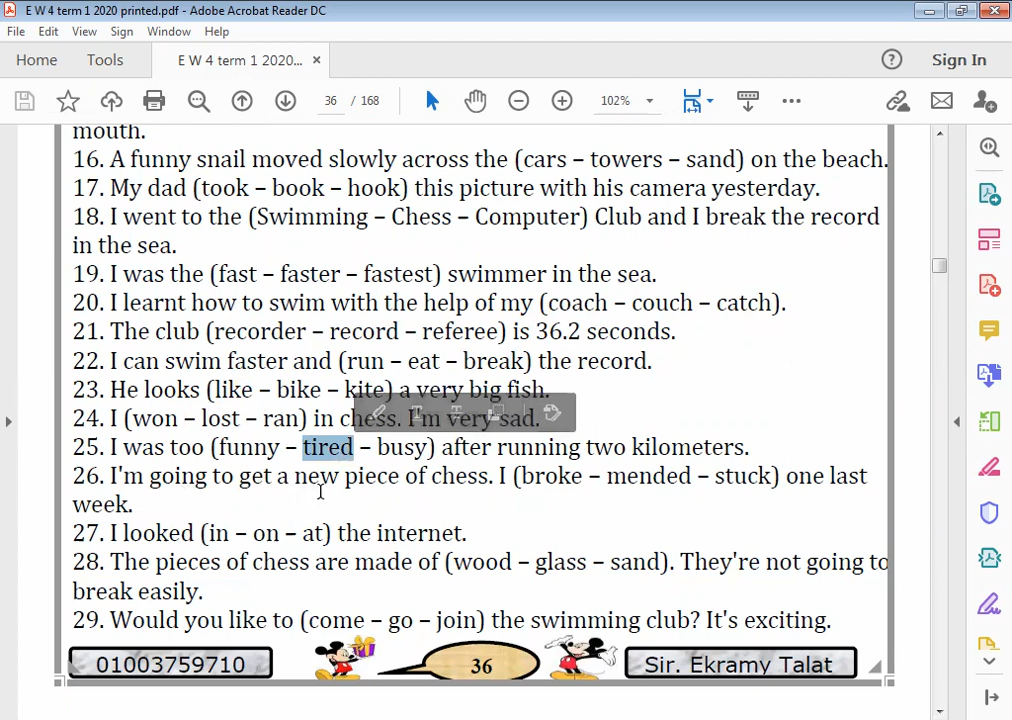 E W 4 term 1 2020 printed.pdf - Adobe Acrobat Reader DC
File Edit View Sign Window Help
Home Tools E W 4 term 1 2020... × Sign In
36 / 168 102%
mouth.
16. A funny snail moved slowly across the (cars – towers – sand) on the beach.
17. My dad (took – book – hook) this picture with his camera yesterday.
18. I went to the (Swimming – Chess – Computer) Club and I break the record
in the sea.
19. I was the (fast – faster – fastest) swimmer in the sea.
20. I learnt how to swim with the help of my (coach – couch – catch).
21. The club (recorder – record – referee) is 36.2 seconds.
22. I can swim faster and (run – eat – break) the record.
23. He looks (like – bike – kite) a very big fish.
24. I (won – lost – ran) in chess. I'm very sad.
25. I was too (funny – tired – busy) after running two kilometers.
26. I'm going to get a new piece of chess. I (broke – mended – stuck) one last
week.
27. I looked (in – on – at) the internet.
28. The pieces of chess are made of (wood – glass – sand). They're not going to
break easily.
29. Would you like to (come – go – join) the swimming club? It's exciting.
01003759710 36 Sir. Ekramy Talat